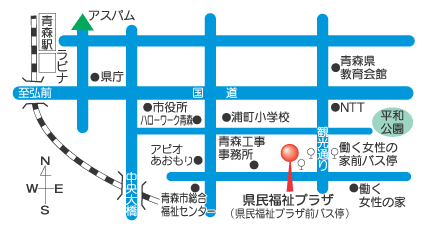 アスパム
青森駅
ラビナ
県庁
青森県
教育会館
至弘前
国道
市役所
ハローワーク青森
浦町小学校
NTT
平和
公園
アピオ
あおもり
青森工事
事務所
観光通り
働く女性の
家前バス停
N
W
E
S
中央大橋
青森市総合
福祉センター
県民福祉プラザ
（県民福祉プラザ前バス停）
働く
女性の家